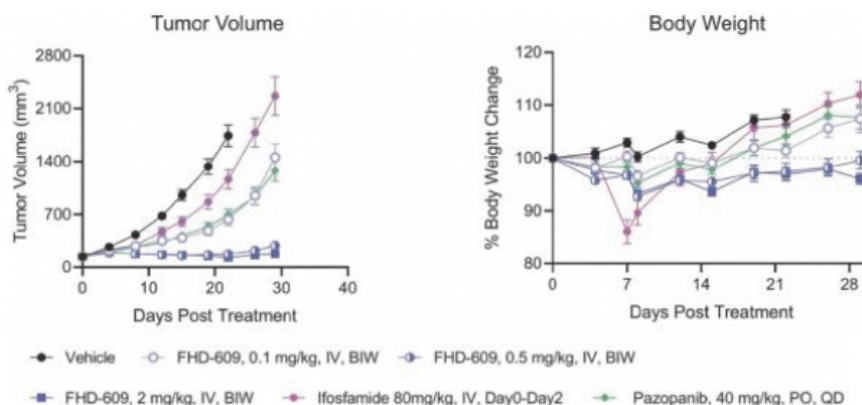 Tumor Volume
Body Weight
Tumor Volume (mm³)
2800
2100
1400
700
0
0
10
20
30
40
Days Post Treatment
% Body Weight Change
120
110
100
90
80
0
7
14
21
28
Days Post Treatment
Vehicle
FHD-609, 0.1 mg/kg, IV, BIW
FHD-609, 0.5 mg/kg, IV, BIW
FHD-609, 2 mg/kg, IV, BIW
Ifosfamide 80mg/kg, IV, Day0-Day2
Pazopanib, 40 mg/kg, PO, QD